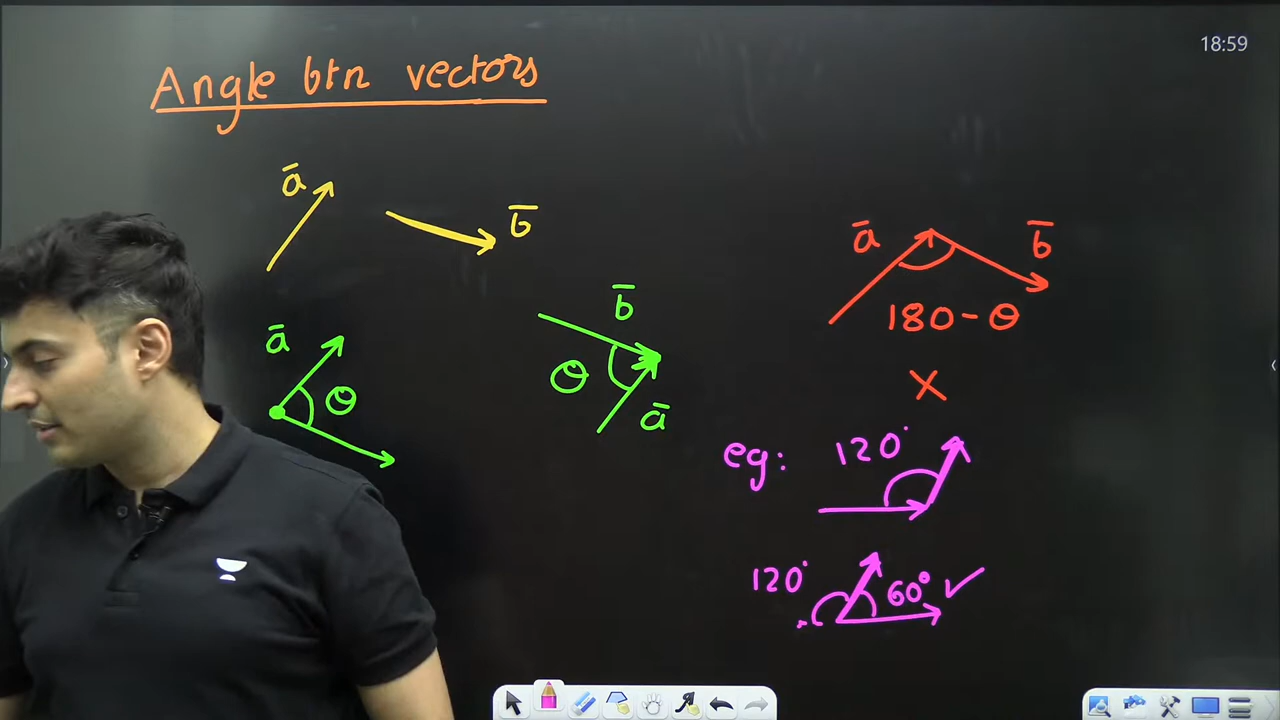 18:59
Angle btn vectors
a̅
b̅
a̅
θ
b̅
θ
a̅
a̅
b̅
180-θ
×
eg: 120°
120°
60° ✓